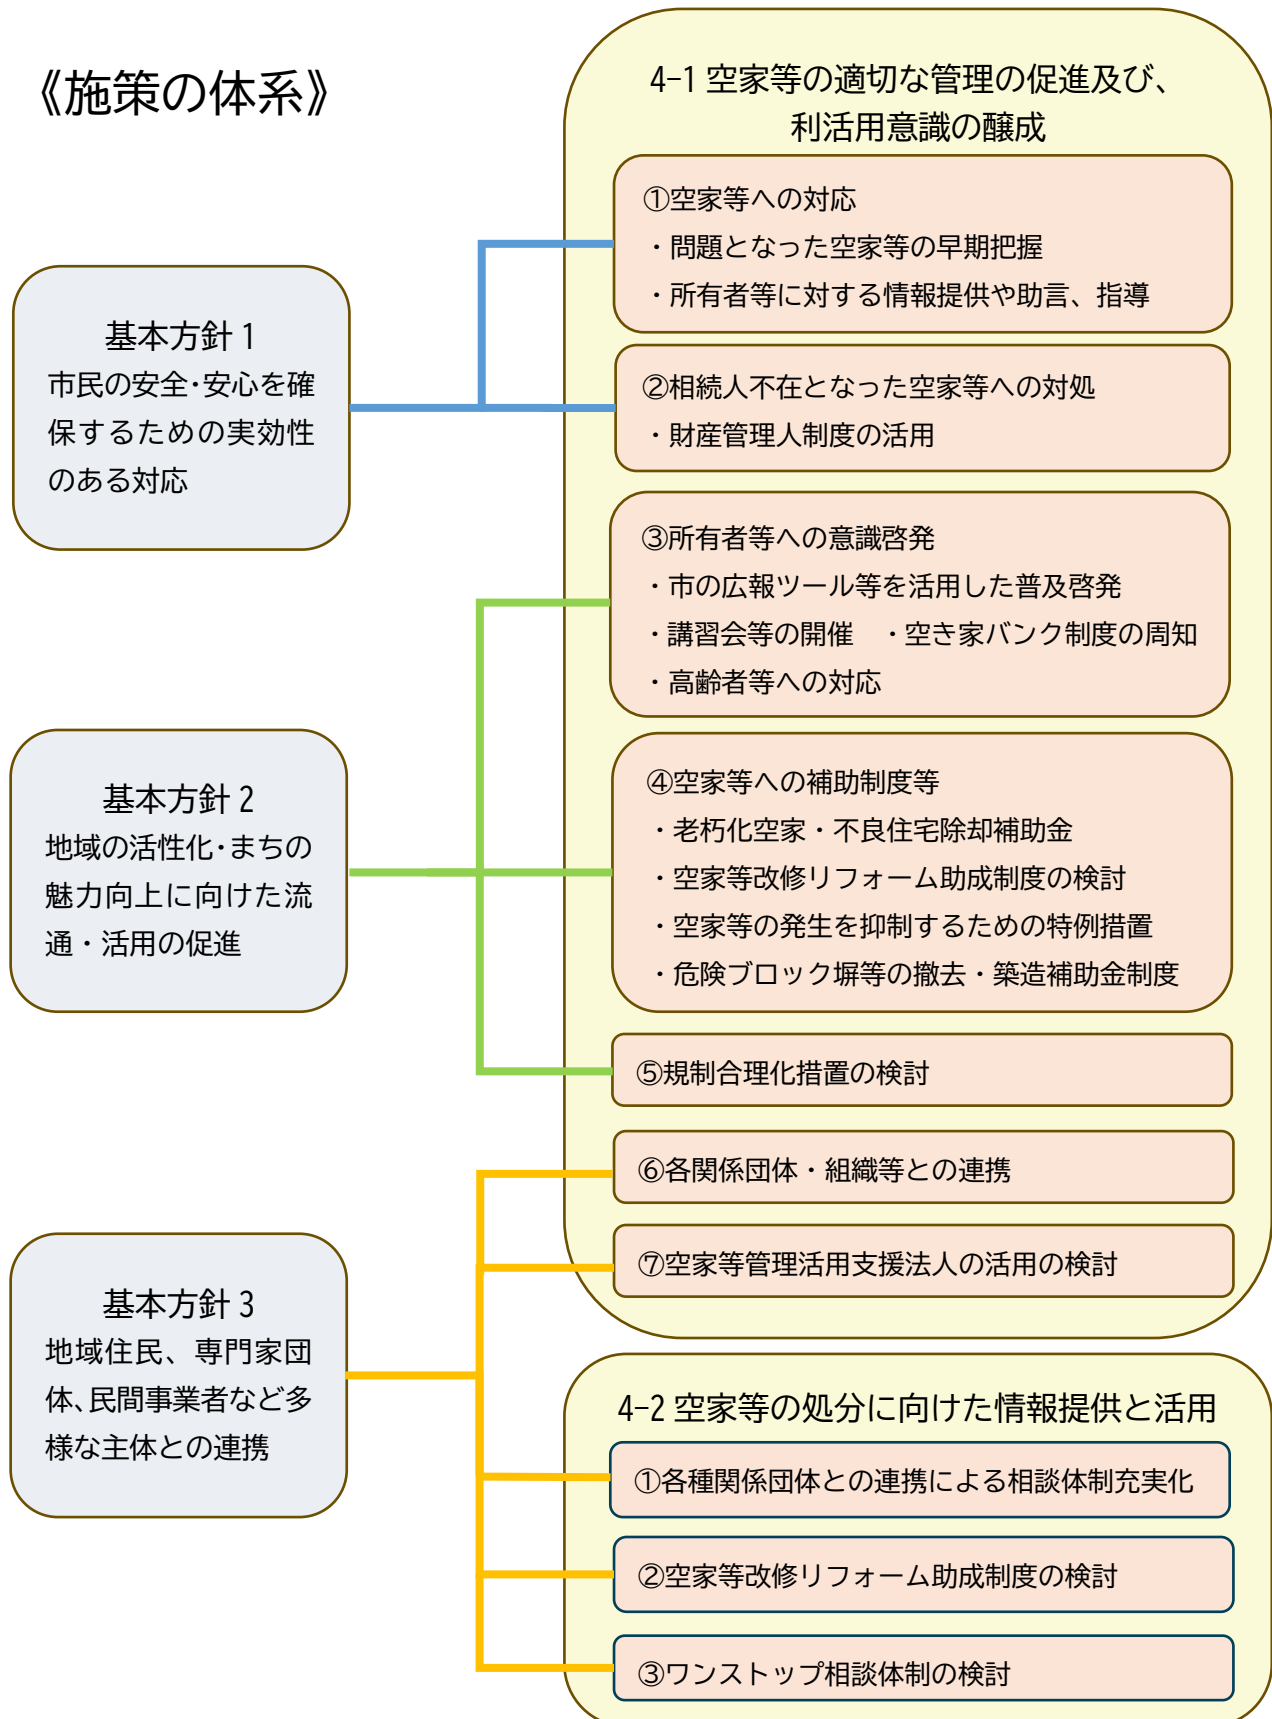 《施策の体系》
基本方針1
市民の安全・安心を確
保するための実効性
のある対応
基本方針2
地域の活性化・まちの
魅力向上に向けた流
通・活用の促進
基本方針3
地域住民、専門家団
体、民間事業者など多
様な主体との連携
4-1 空家等の適切な管理の促進及び、
利活用意識の醸成
①空家等への対応
・問題となった空家等の早期把握
・所有者等に対する情報提供や助言、指導
②相続人不在となった空家等への対処
・財産管理人制度の活用
③所有者等への意識啓発
・市の広報ツール等を活用した普及啓発
・講習会等の開催　・空き家バンク制度の周知
・高齢者等への対応
④空家等への補助制度等
・老朽化空家・不良住宅除却補助金
・空家等改修リフォーム助成制度の検討
・空家等の発生を抑制するための特例措置
・危険ブロック塀等の撤去・築造補助金制度
⑤規制合理化措置の検討
⑥各関係団体・組織等との連携
⑦空家等管理活用支援法人の活用の検討
4-2 空家等の処分に向けた情報提供と活用
①各種関係団体との連携による相談体制充実化
②空家等改修リフォーム助成制度の検討
③ワンストップ相談体制の検討